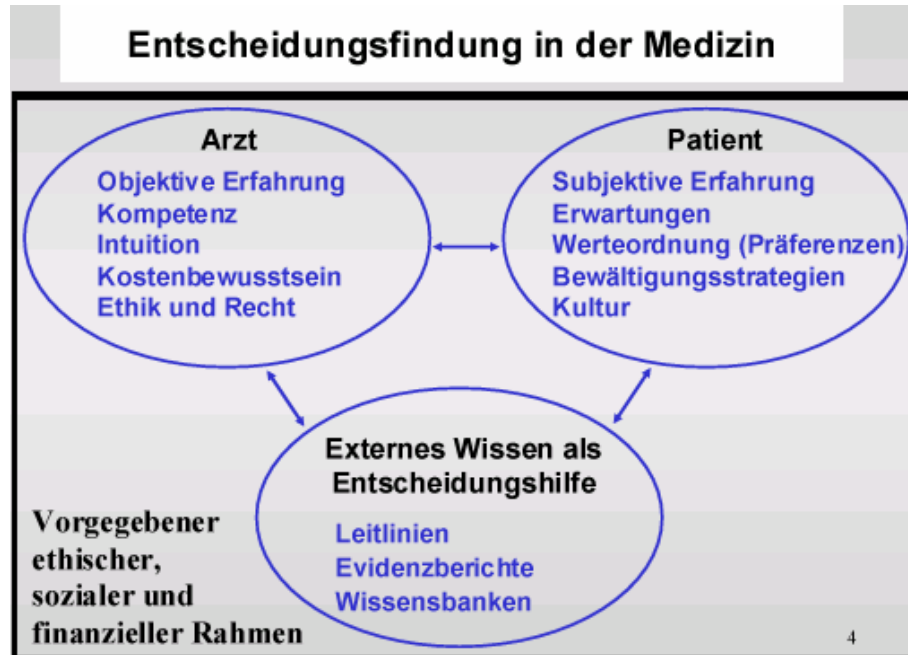 Entscheidungsfindung in der Medizin
Arzt
Objektive Erfahrung
Kompetenz
Intuition
Kostenbewusstsein
Ethik und Recht
Patient
Subjektive Erfahrung
Erwartungen
Werteordnung (Präferenzen)
Bewältigungsstrategien
Kultur
Externes Wissen als
Entscheidungshilfe
Leitlinien
Evidenzberichte
Wissensbanken
Vorgegebener
ethischer,
sozialer und
finanzieller Rahmen
4